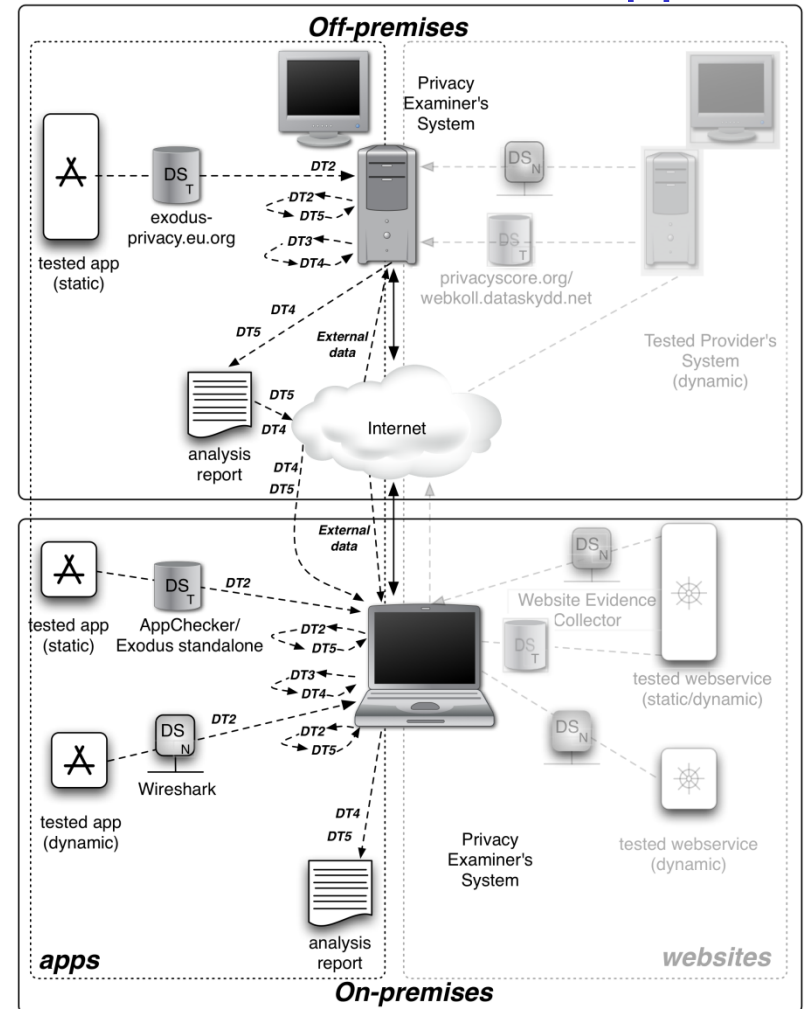 Off-premises
Privacy
Examiner's
System
DS
N
DS
T
DT2
exodus-
privacy.eu.org
tested app
(static)
DT2
DT5
DT3
DT4
DS
T
privacyscore.org/
webkoll.dataskydd.net
DT4
DT5
External
data
Tested Provider's
System
(dynamic)
DT5
DT4
Internet
analysis
report
DT4
DT5
External
data
DS
T
DT2
tested app
(static)
AppChecker/
Exodus standalone
DS
N
Website Evidence
Collector
DS
T
DT2
DT5
DT3
DT4
tested webservice
(static/dynamic)
DS
N
DT2
Wireshark
DT2
DT5
DS
N
tested app
(dynamic)
DT4
DT5
Privacy
Examiner's
System
tested webservice
(dynamic)
analysis
report
apps
websites
On-premises